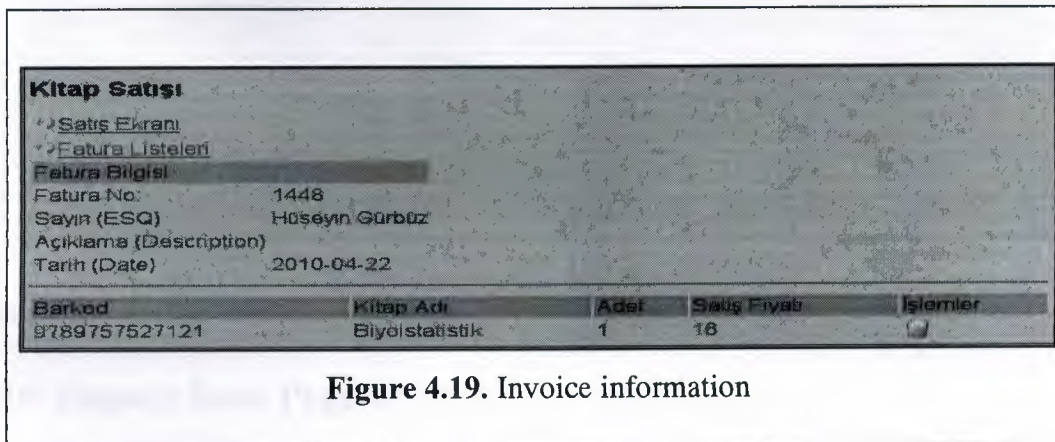 Kitap Satışı
Satış Ekranı
Fatura Listeleri
Fatura Bilgisi
Fatura No: 1448
Sayın (ESQ) Hüseyin Gürbüz
Açıklama (Description)
Tarih (Date) 2010-04-22
Barkod Kitap Adı Adet Satış Fiyatı İşlemler
9789757527121 Biyoistatistik 1 16
Figure 4.19. Invoice information